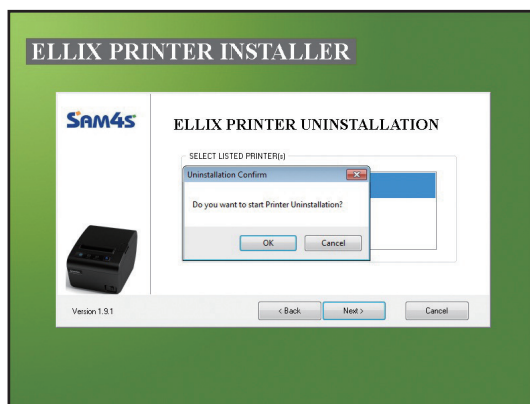 ELLIX PRINTER INSTALLER
SAM4S
ELLIX PRINTER UNINSTALLATION
SELECT LISTED PRINTER(s)
Uninstallation Confirm
Do you want to start Printer Uninstallation?
OK Cancel
Version 1.9.1
< Back Next > Cancel